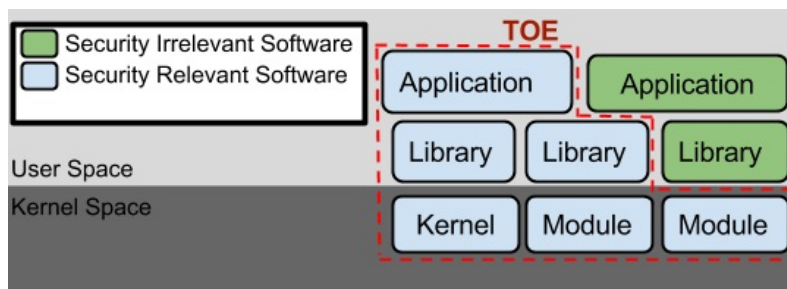 Security Irrelevant Software
Security Relevant Software
TOE
Application
Application
Library
Library
Library
User Space
Kernel Space
Kernel
Module
Module